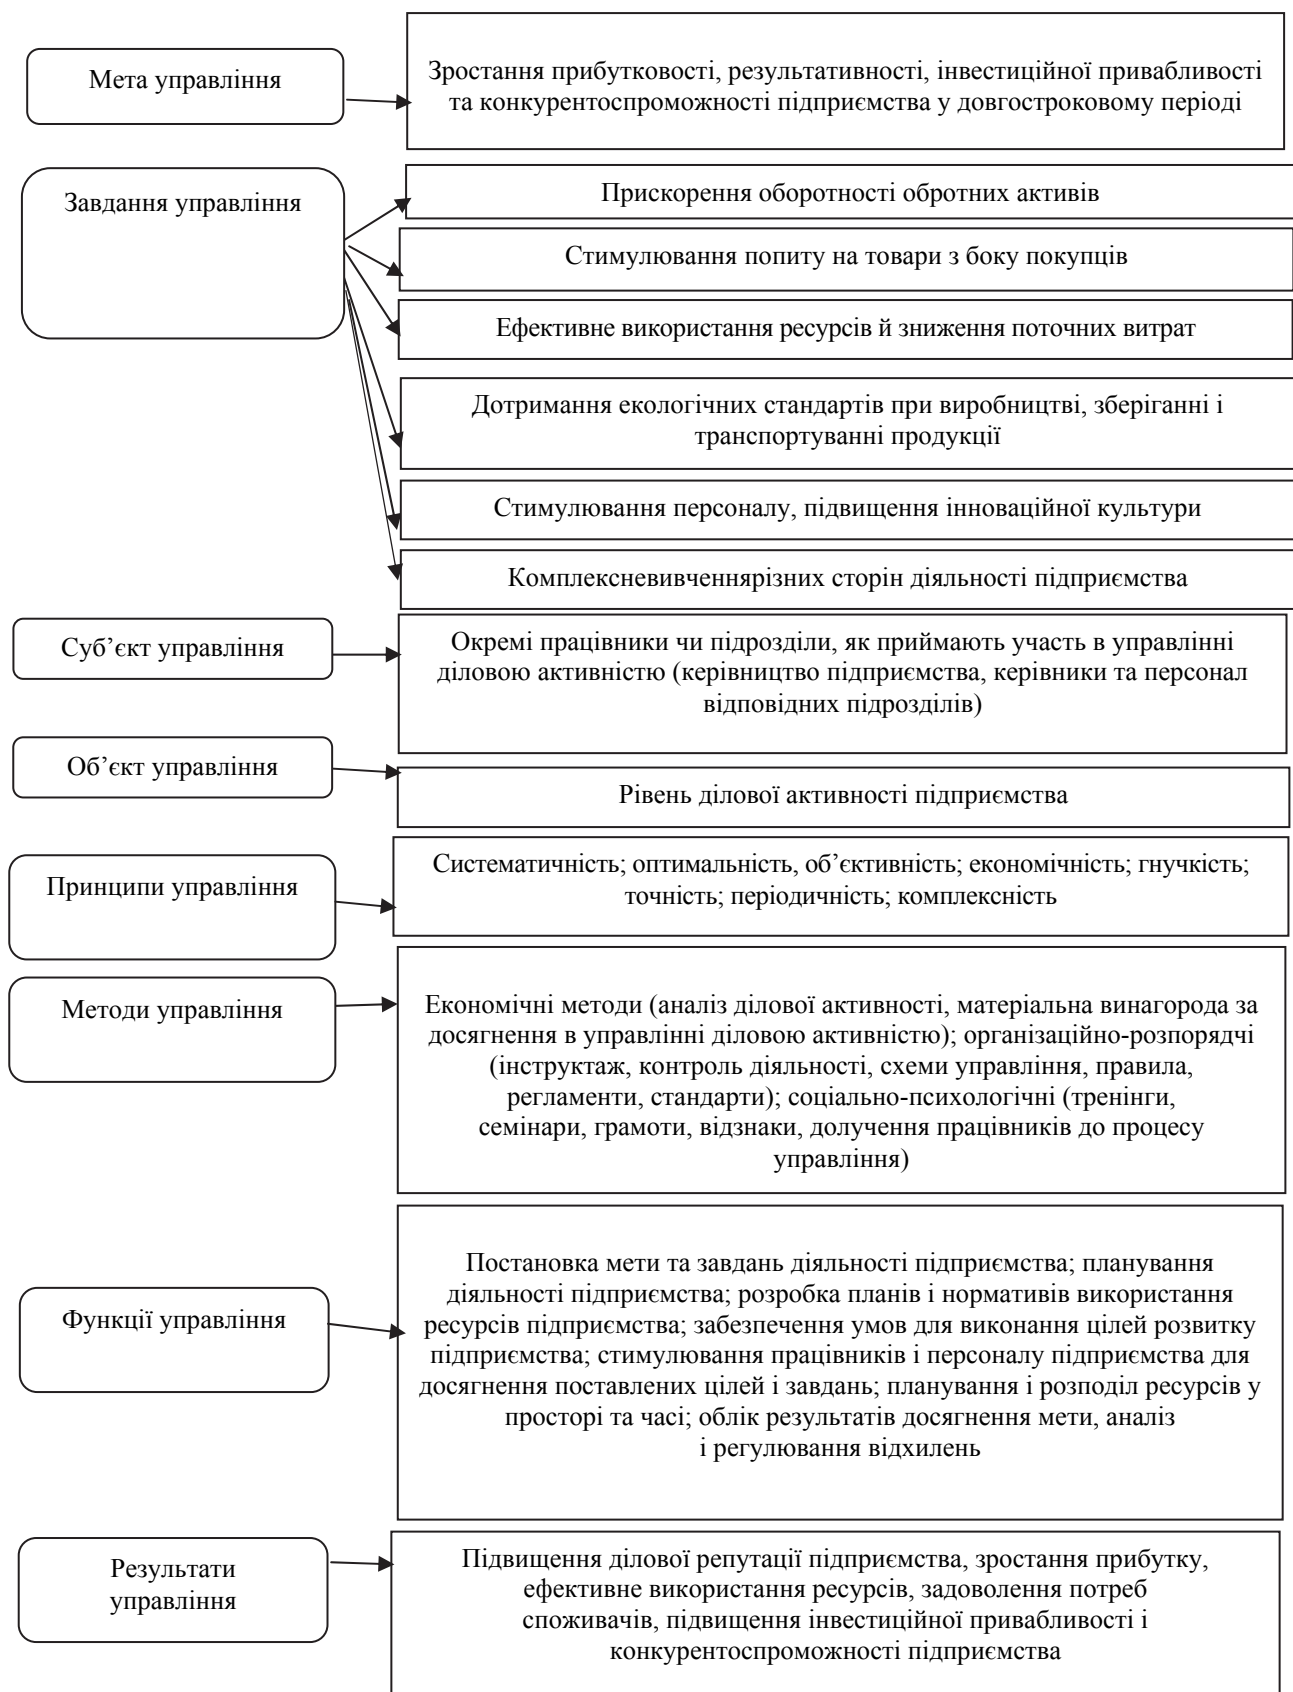 Мета управління
Зростання прибутковості, результативності, інвестиційної привабливості
та конкурентоспроможності підприємства у довгостроковому періоді
Завдання управління
Прискорення оборотності обротних активів
Стимулювання попиту на товари з боку покупців
Ефективне використання ресурсів й зниження поточних витрат
Дотримання екологічних стандартів при виробництві, зберіганні і
транспортуванні продукції
Стимулювання персоналу, підвищення інноваційної культури
Комплексневивченнярізних сторін діяльності підприємства
Суб’єкт управління
Окремі працівники чи підрозділи, як приймають участь в управлінні
діловою активністю (керівництво підприємства, керівники та персонал
відповідних підрозділів)
Об’єкт управління
Рівень ділової активності підприємства
Принципи управління
Систематичність; оптимальність, об’єктивність; економічність; гнучкість;
точність; періодичність; комплексність
Методи управління
Економічні методи (аналіз ділової активності, матеріальна винагорода за
досягнення в управлінні діловою активністю); організаційно-розпорядчі
(інструктаж, контроль діяльності, схеми управління, правила,
регламенти, стандарти); соціально-психологічні (тренінги,
семінари, грамоти, відзнаки, долучення працівників до процесу
управління)
Функції управління
Постановка мети та завдань діяльності підприємства; планування
діяльності підприємства; розробка планів і нормативів використання
ресурсів підприємства; забезпечення умов для виконання цілей розвитку
підприємства; стимулювання працівників і персоналу підприємства для
досягнення поставлених цілей і завдань; планування і розподіл ресурсів у
просторі та часі; облік результатів досягнення мети, аналіз
і регулювання відхилень
Результати
управління
Підвищення ділової репутації підприємства, зростання прибутку,
ефективне використання ресурсів, задоволення потреб
споживачів, підвищення інвестиційної привабливості і
конкурентоспроможності підприємства